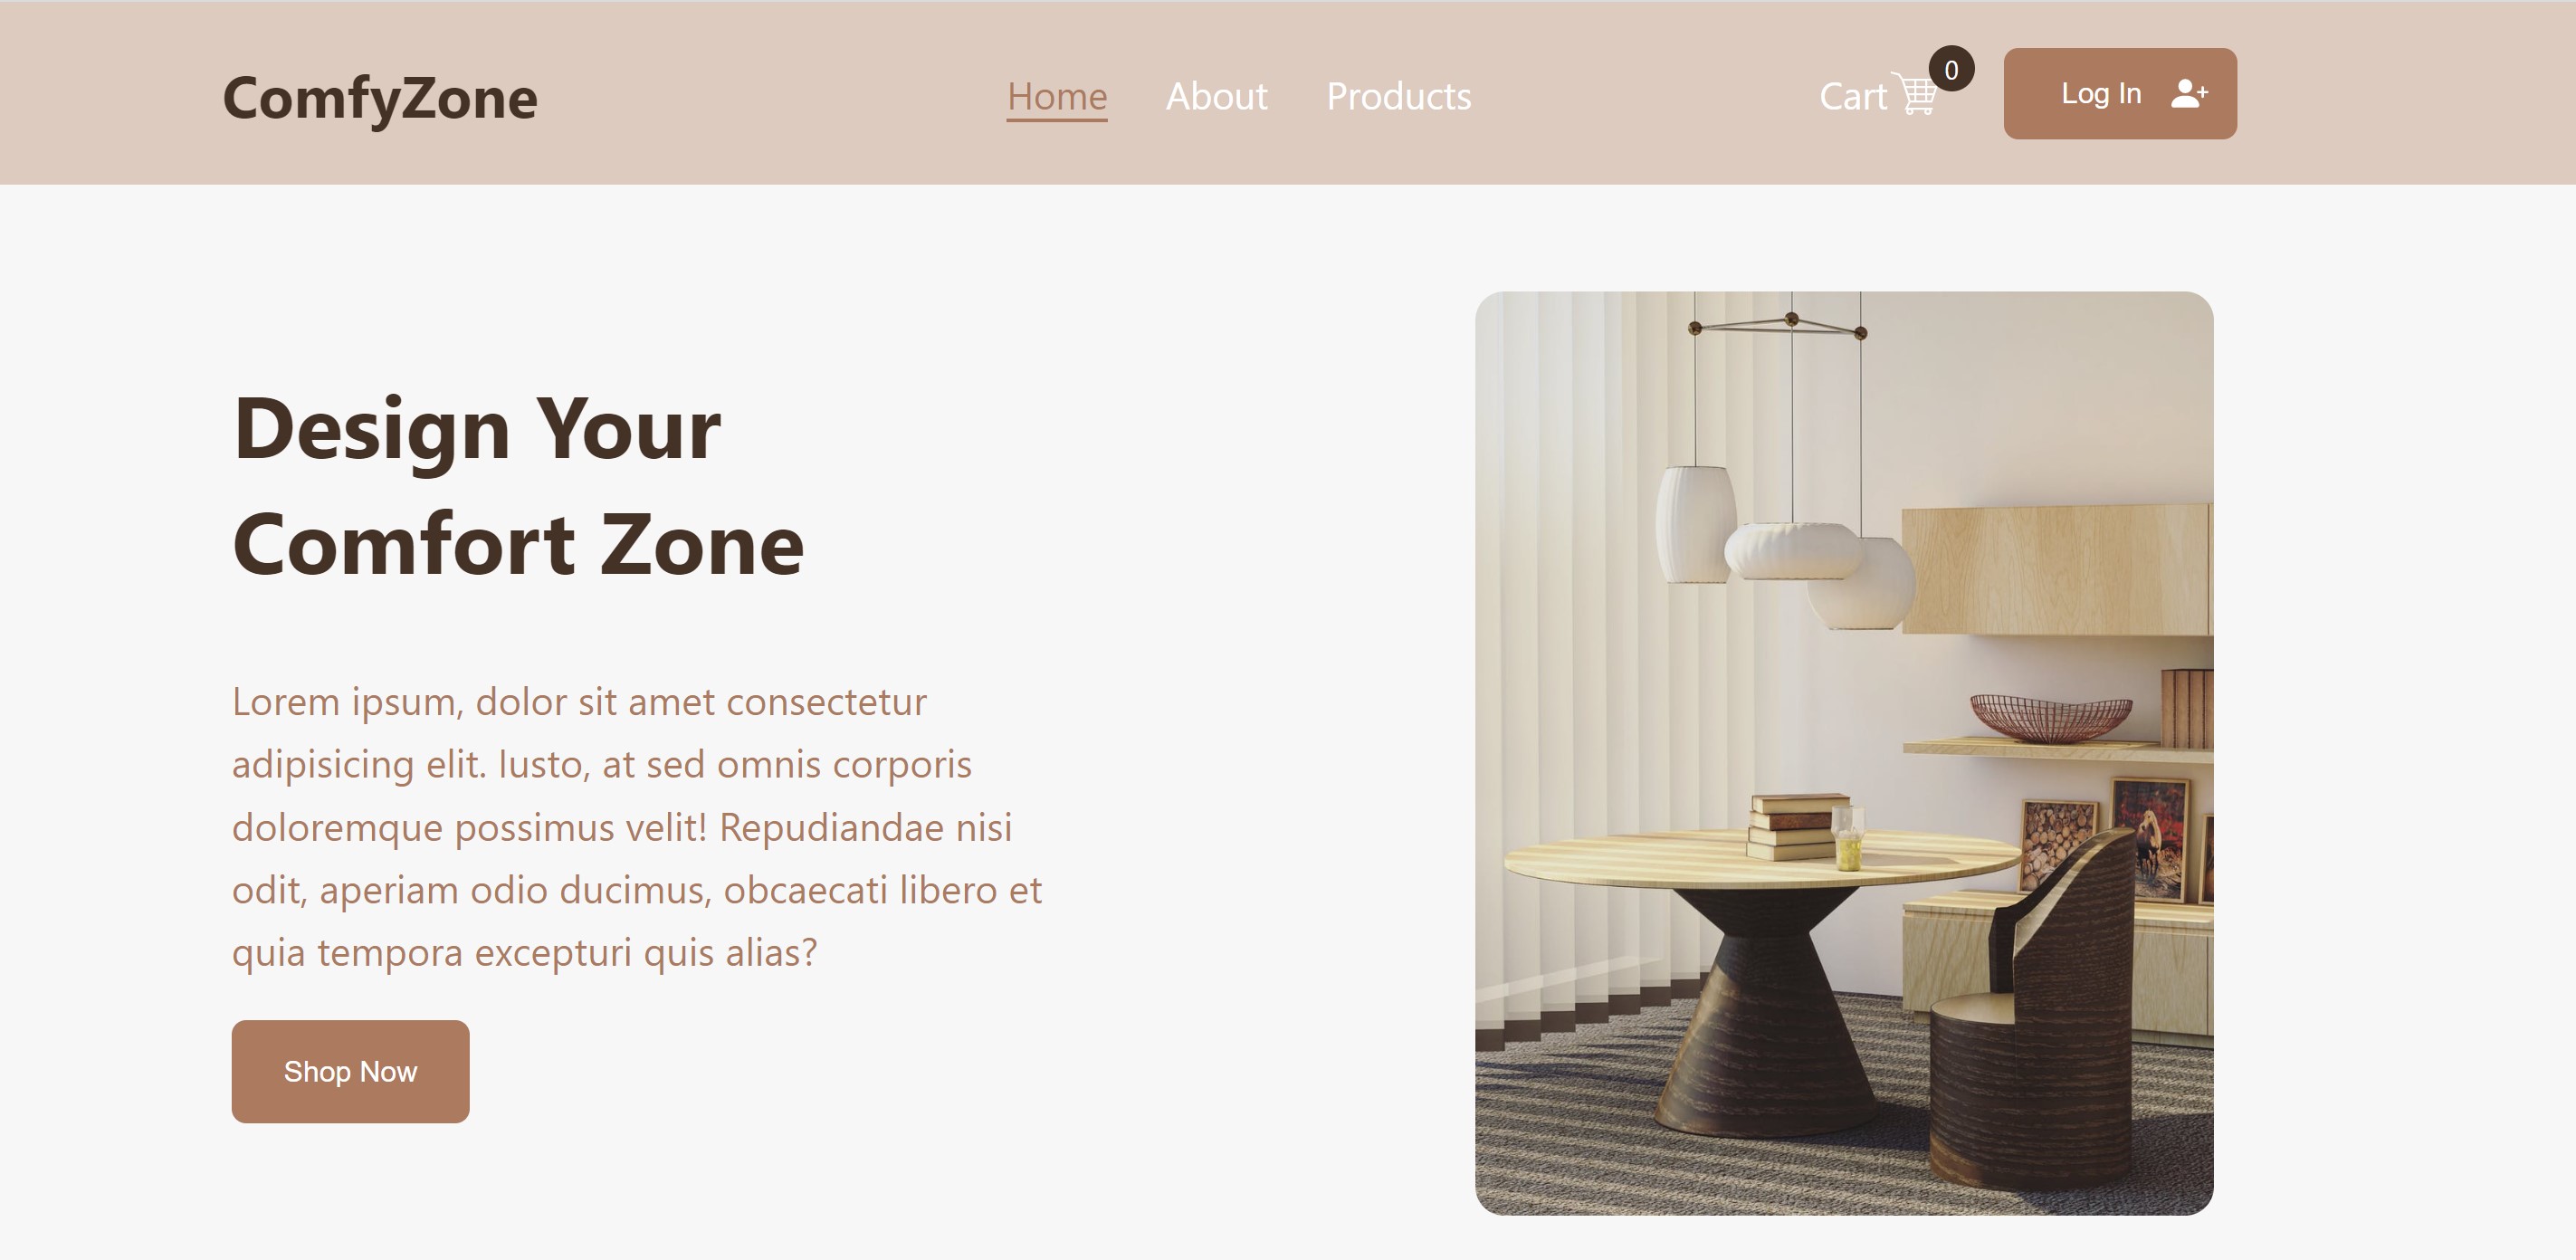 ComfyZone
Home About Products
Cart 0
Log In
Design Your
Comfort Zone
Lorem ipsum, dolor sit amet consectetur
adipisicing elit. Iusto, at sed omnis corporis
doloremque possimus velit! Repudiandae nisi
odit, aperiam odio ducimus, obcaecati libero et
quia tempora excepturi quis alias?
Shop Now